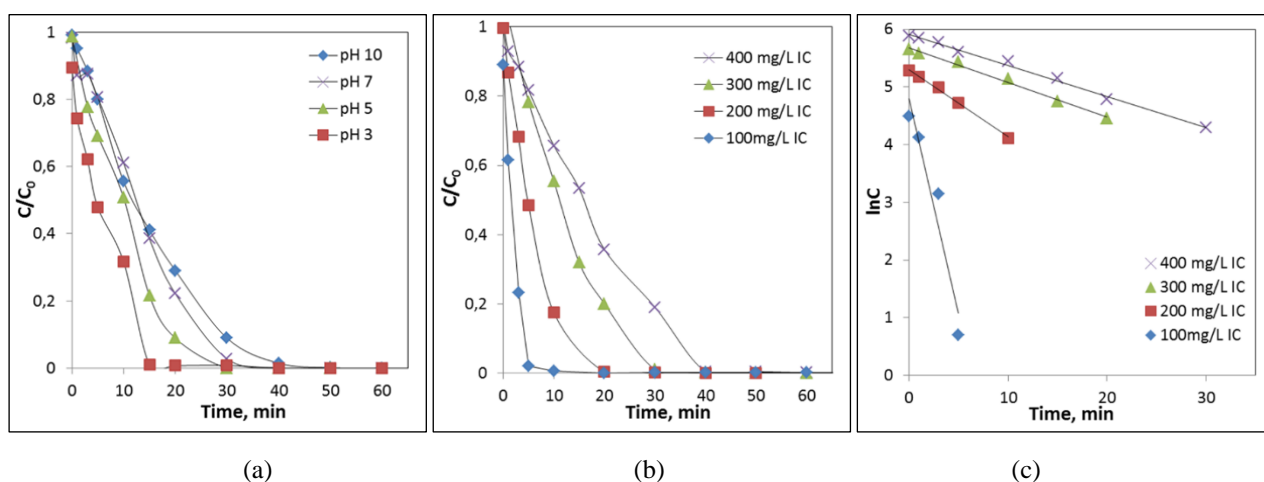 1
0,8
0,6
0,4
0,2
0
C/C0
0 10 20 30 40 50 60
Time, min
pH 10
pH 7
pH 5
pH 3
(a)
1
0,8
0,6
0,4
0,2
0
C/C0
0 10 20 30 40 50 60
Time, min
400 mg/L IC
300 mg/L IC
200 mg/L IC
100mg/L IC
(b)
6
5
4
3
2
1
0
lnC
0 10 20 30
Time, min
400 mg/L IC
300 mg/L IC
200 mg/L IC
100mg/L IC
(c)